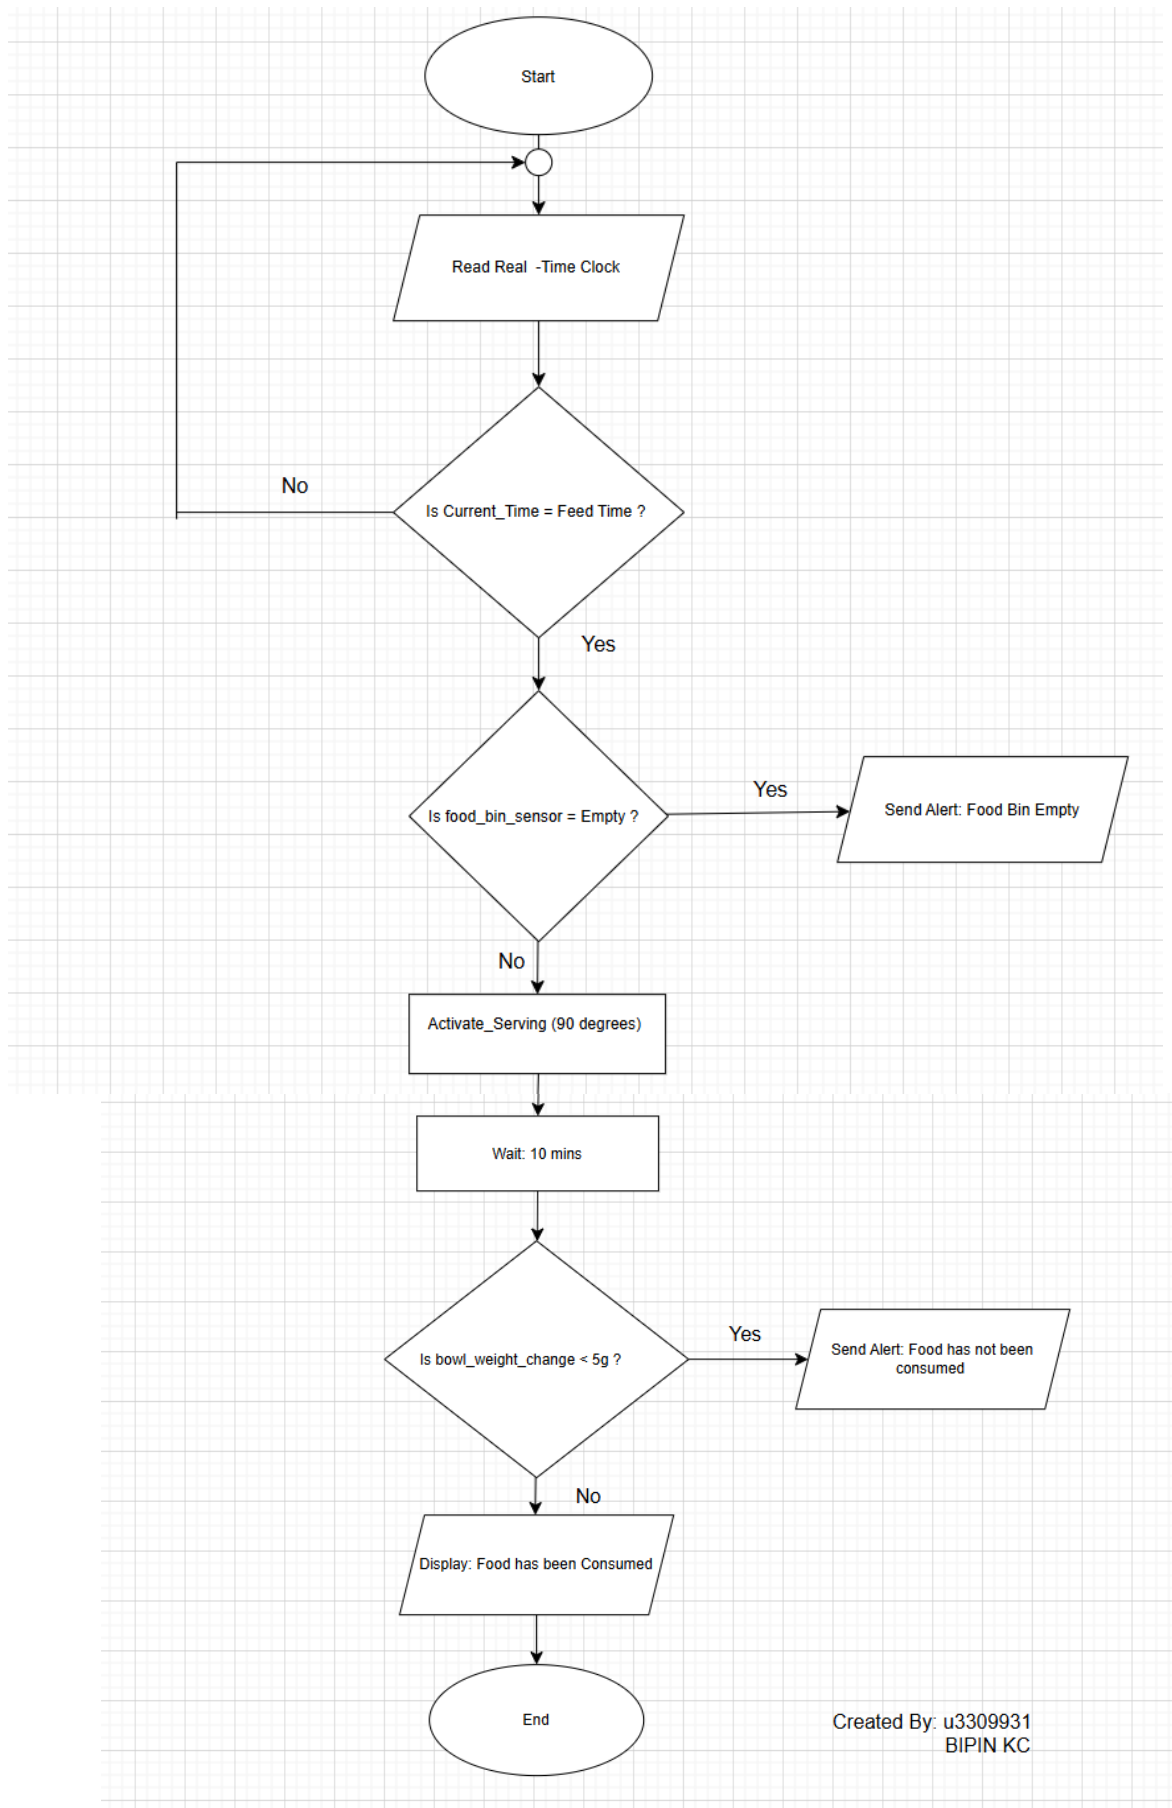 Start
Read Real  -Time Clock
No
Is Current_Time = Feed Time ?
Yes
Is food_bin_sensor = Empty ?
Yes
Send Alert: Food Bin Empty
No
Activate_Serving (90 degrees)
Wait: 10 mins
Is bowl_weight_change < 5g ?
Yes
Send Alert: Food has not been
consumed
No
Display: Food has been Consumed
End
Created By: u3309931
BIPIN KC